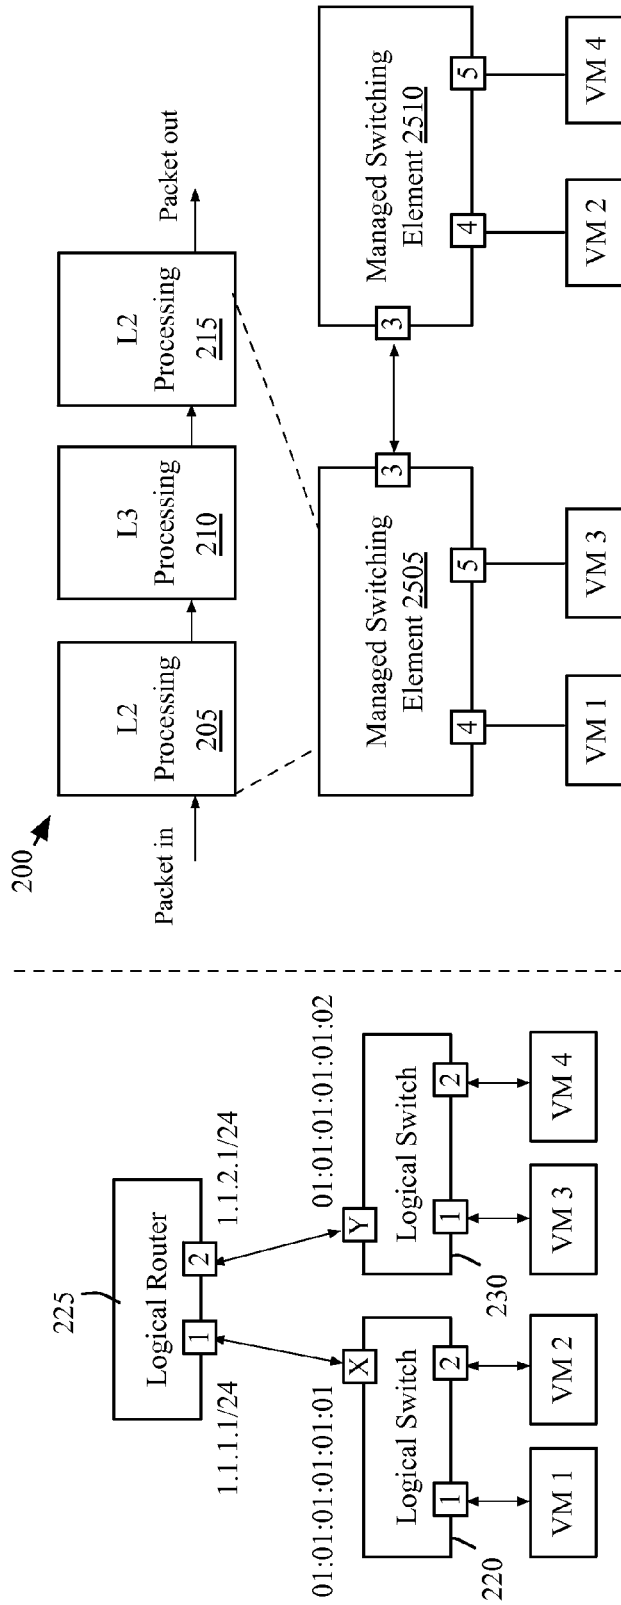 225
Logical Router
1
2
1.1.1.1/24
1.1.2.1/24
01:01:01:01:01:01
01:01:01:01:01:02
X
Y
Logical Switch
Logical Switch
1
2
1
2
220
230
VM 1
VM 2
VM 3
VM 4
200
Packet in
L2
Processing
205
L3
Processing
210
L2
Processing
215
Packet out
Managed Switching
Element 2505
3
4
5
Managed Switching
Element 2510
3
4
5
VM 1
VM 3
VM 2
VM 4